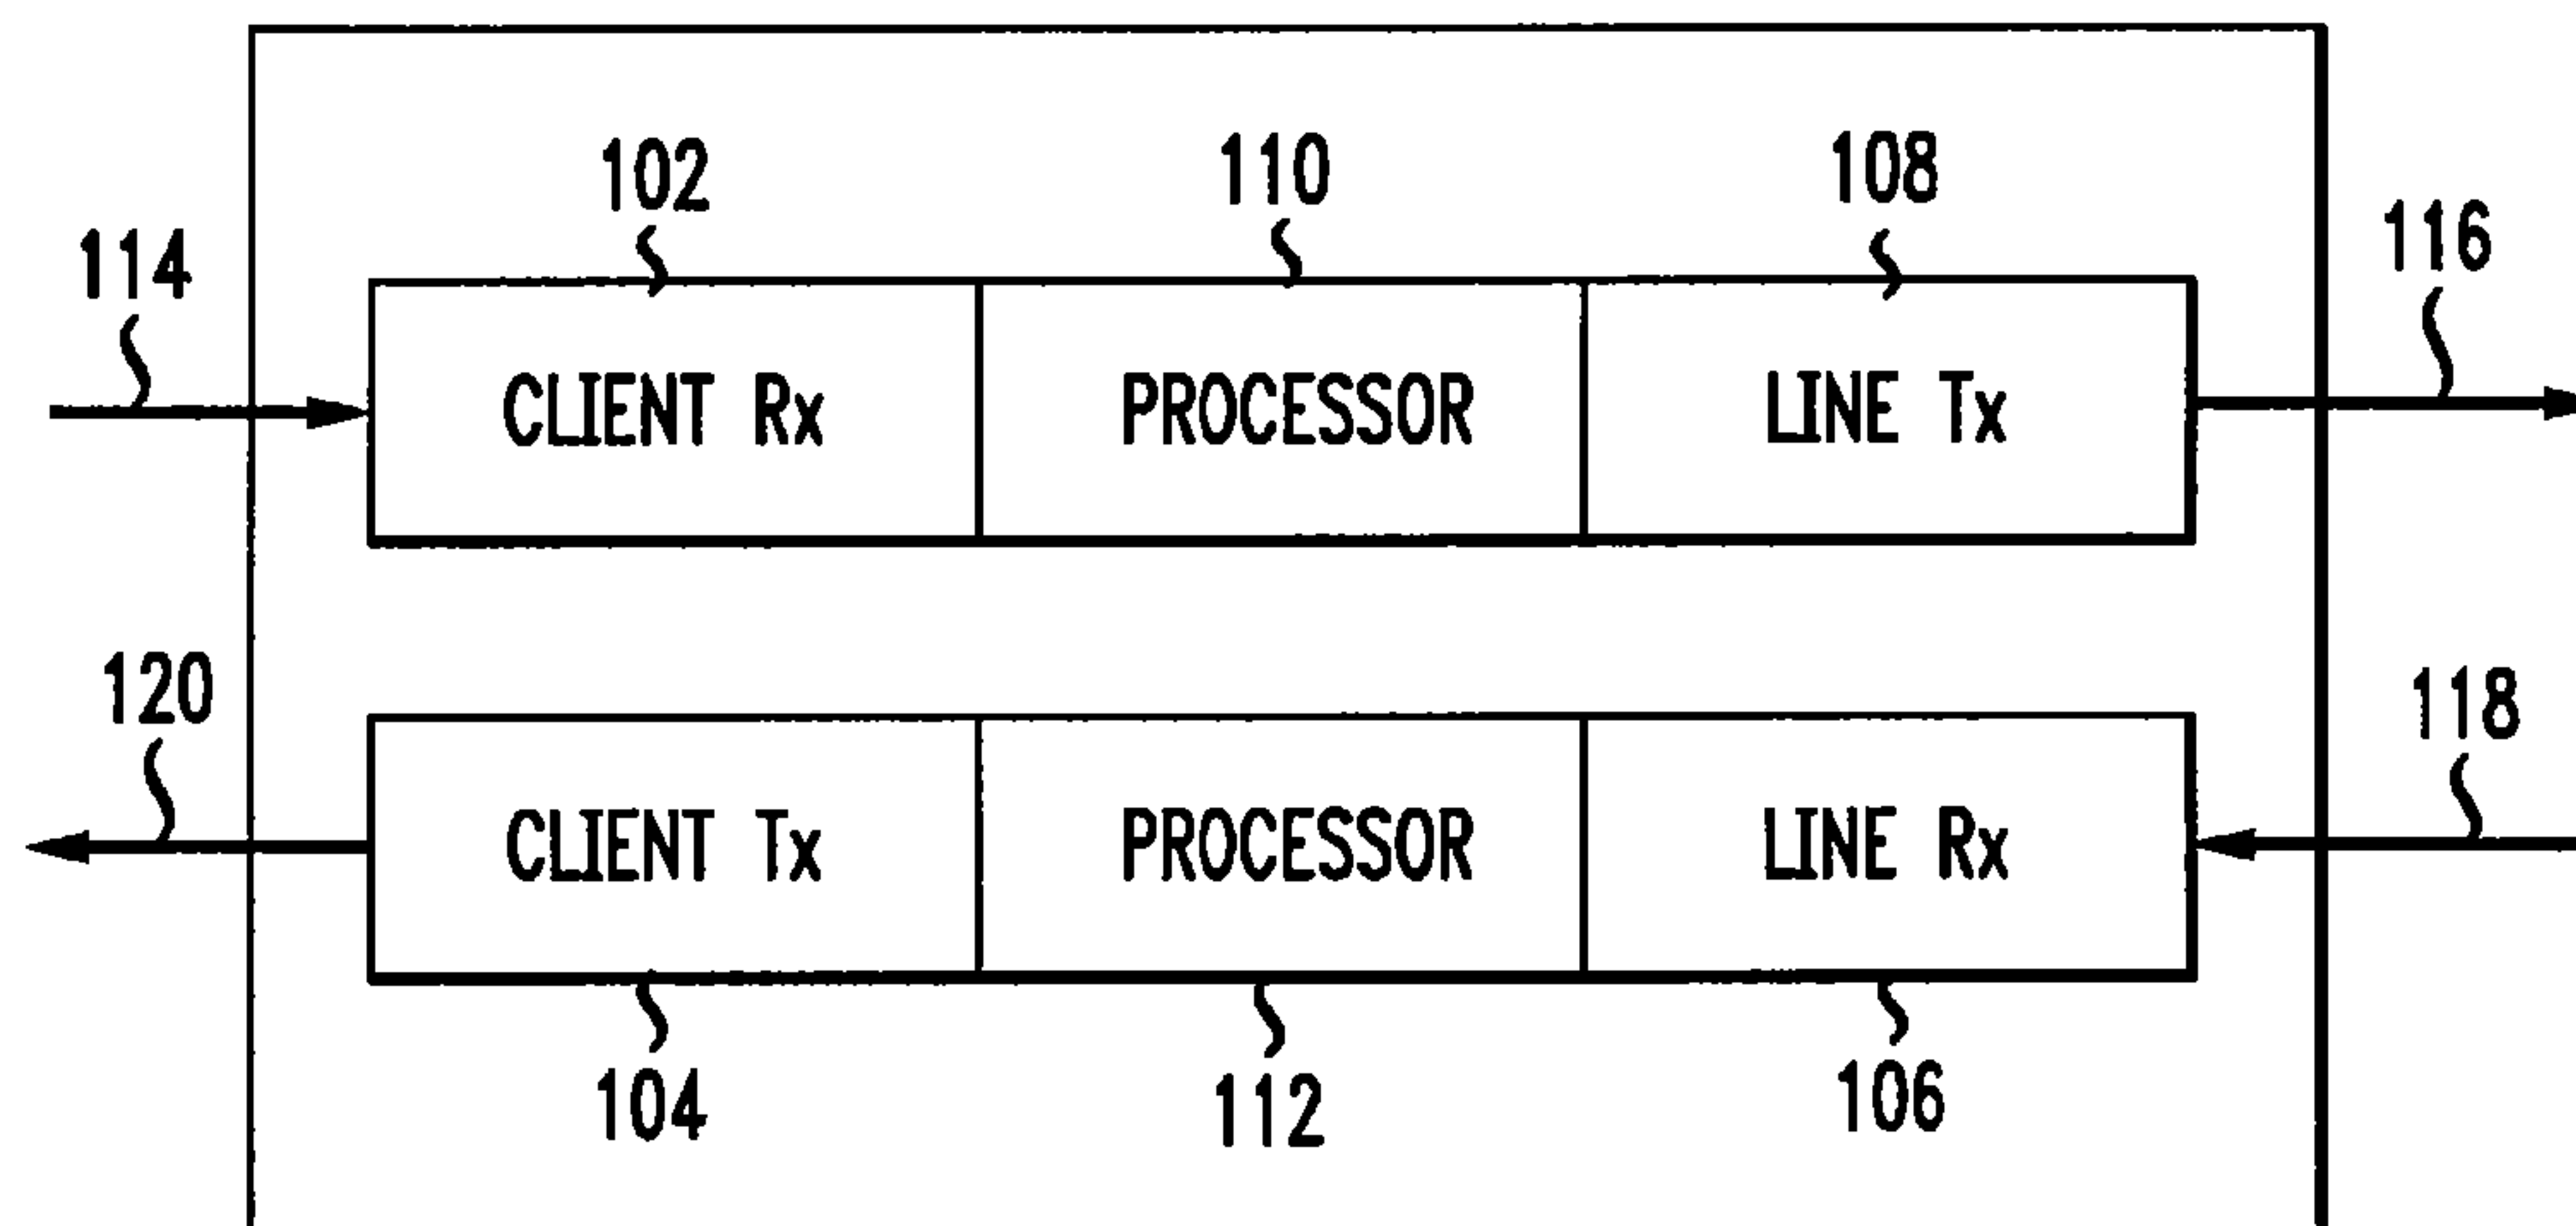 102
110
108
114
116
CLIENT Rx
PROCESSOR
LINE Tx
120
118
CLIENT Tx
PROCESSOR
LINE Rx
104
112
106